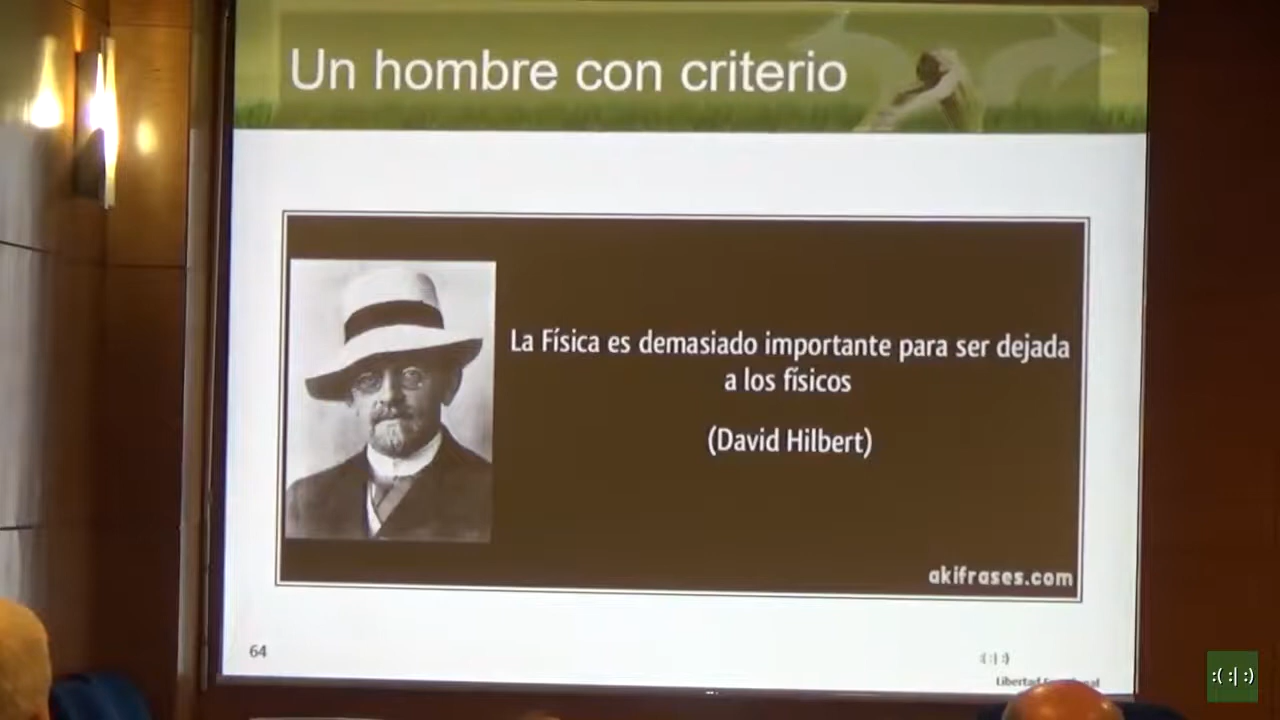 Un hombre con criterio
La Física es demasiado importante para ser dejada
a los físicos
(David Hilbert)
akifrases.com
64
:( :| :)
Libertad
:( :| :)